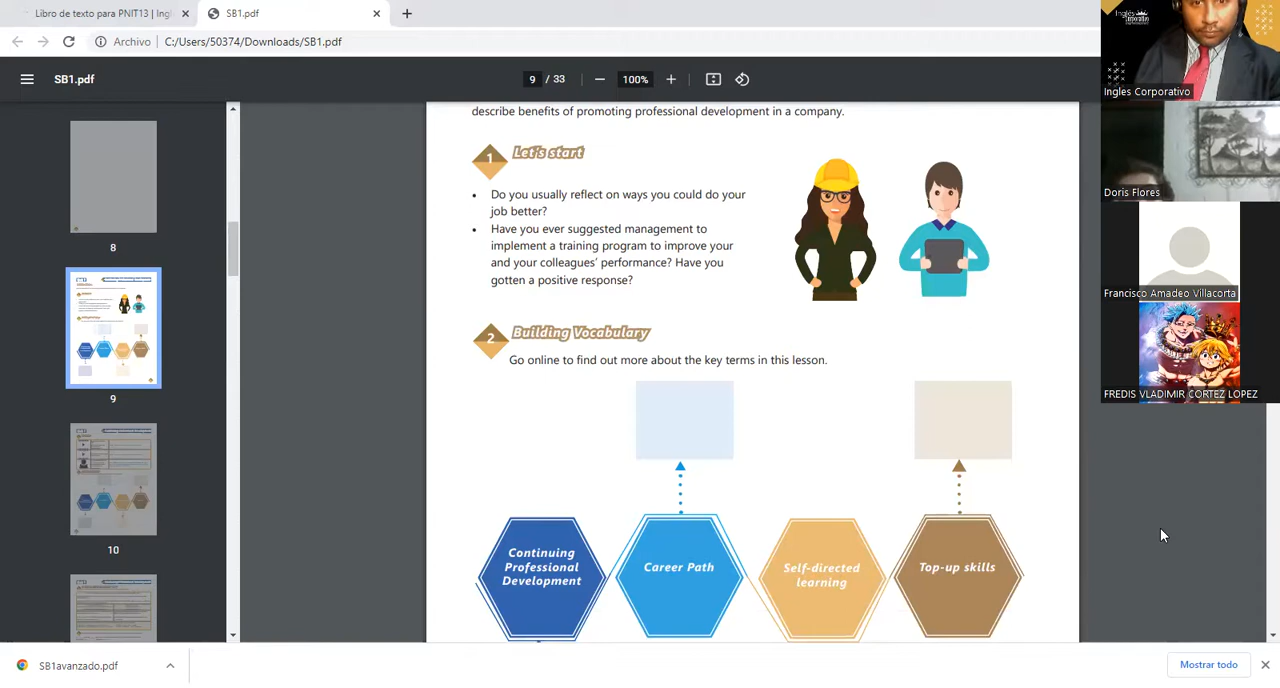 Libro de texto para PNIT13 | Ingl
SB1.pdf
Archivo
C:/Users/50374/Downloads/SB1.pdf
SB1.pdf
9 / 33
100%
8
9
10
describe benefits of promoting professional development in a company.
1
Let's start
• Do you usually reflect on ways you could do your
job better?
• Have you ever suggested management to
implement a training program to improve your
and your colleagues' performance? Have you
gotten a positive response?
2
Building Vocabulary
Go online to find out more about the key terms in this lesson.
Continuing
Professional
Development
Career Path
Self-directed
learning
Top-up skills
Inglés
Corporativo
Ingles Corporativo
Doris Flores
Francisco Amadeo Villacorta
FREDIS VLADIMIR CORTEZ LOPEZ
SB1avanzado.pdf
Mostrar todo